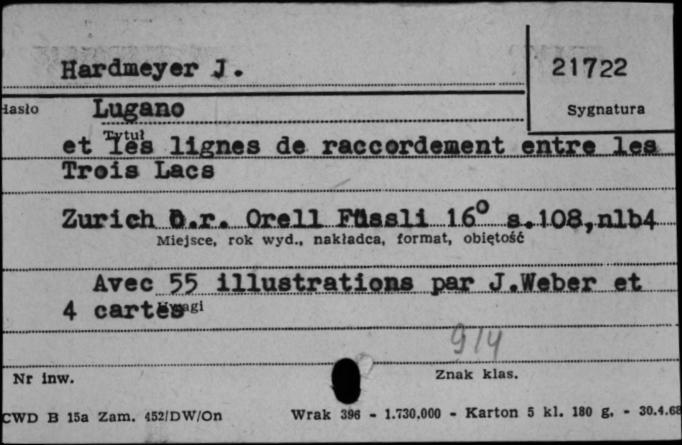 Hardmeyer J.
21722
Hasło
Lugano
Sygnatura
Tytuł
et les lignes de raccordement entre les
Trois Lacs
Zurich b.r. Orell Füssli 16° s.108,nlb4
Miejsce, rok wyd., nakładca, format, objętość
Avec 55 illustrations par J.Weber et
4 cartes
Uwagi
914
Nr inw.
Znak klas.
CWD B 15a Zam. 452/DW/On
Wrak 396 - 1.730.000 - Karton 5 kl. 180 g. - 30.4.68